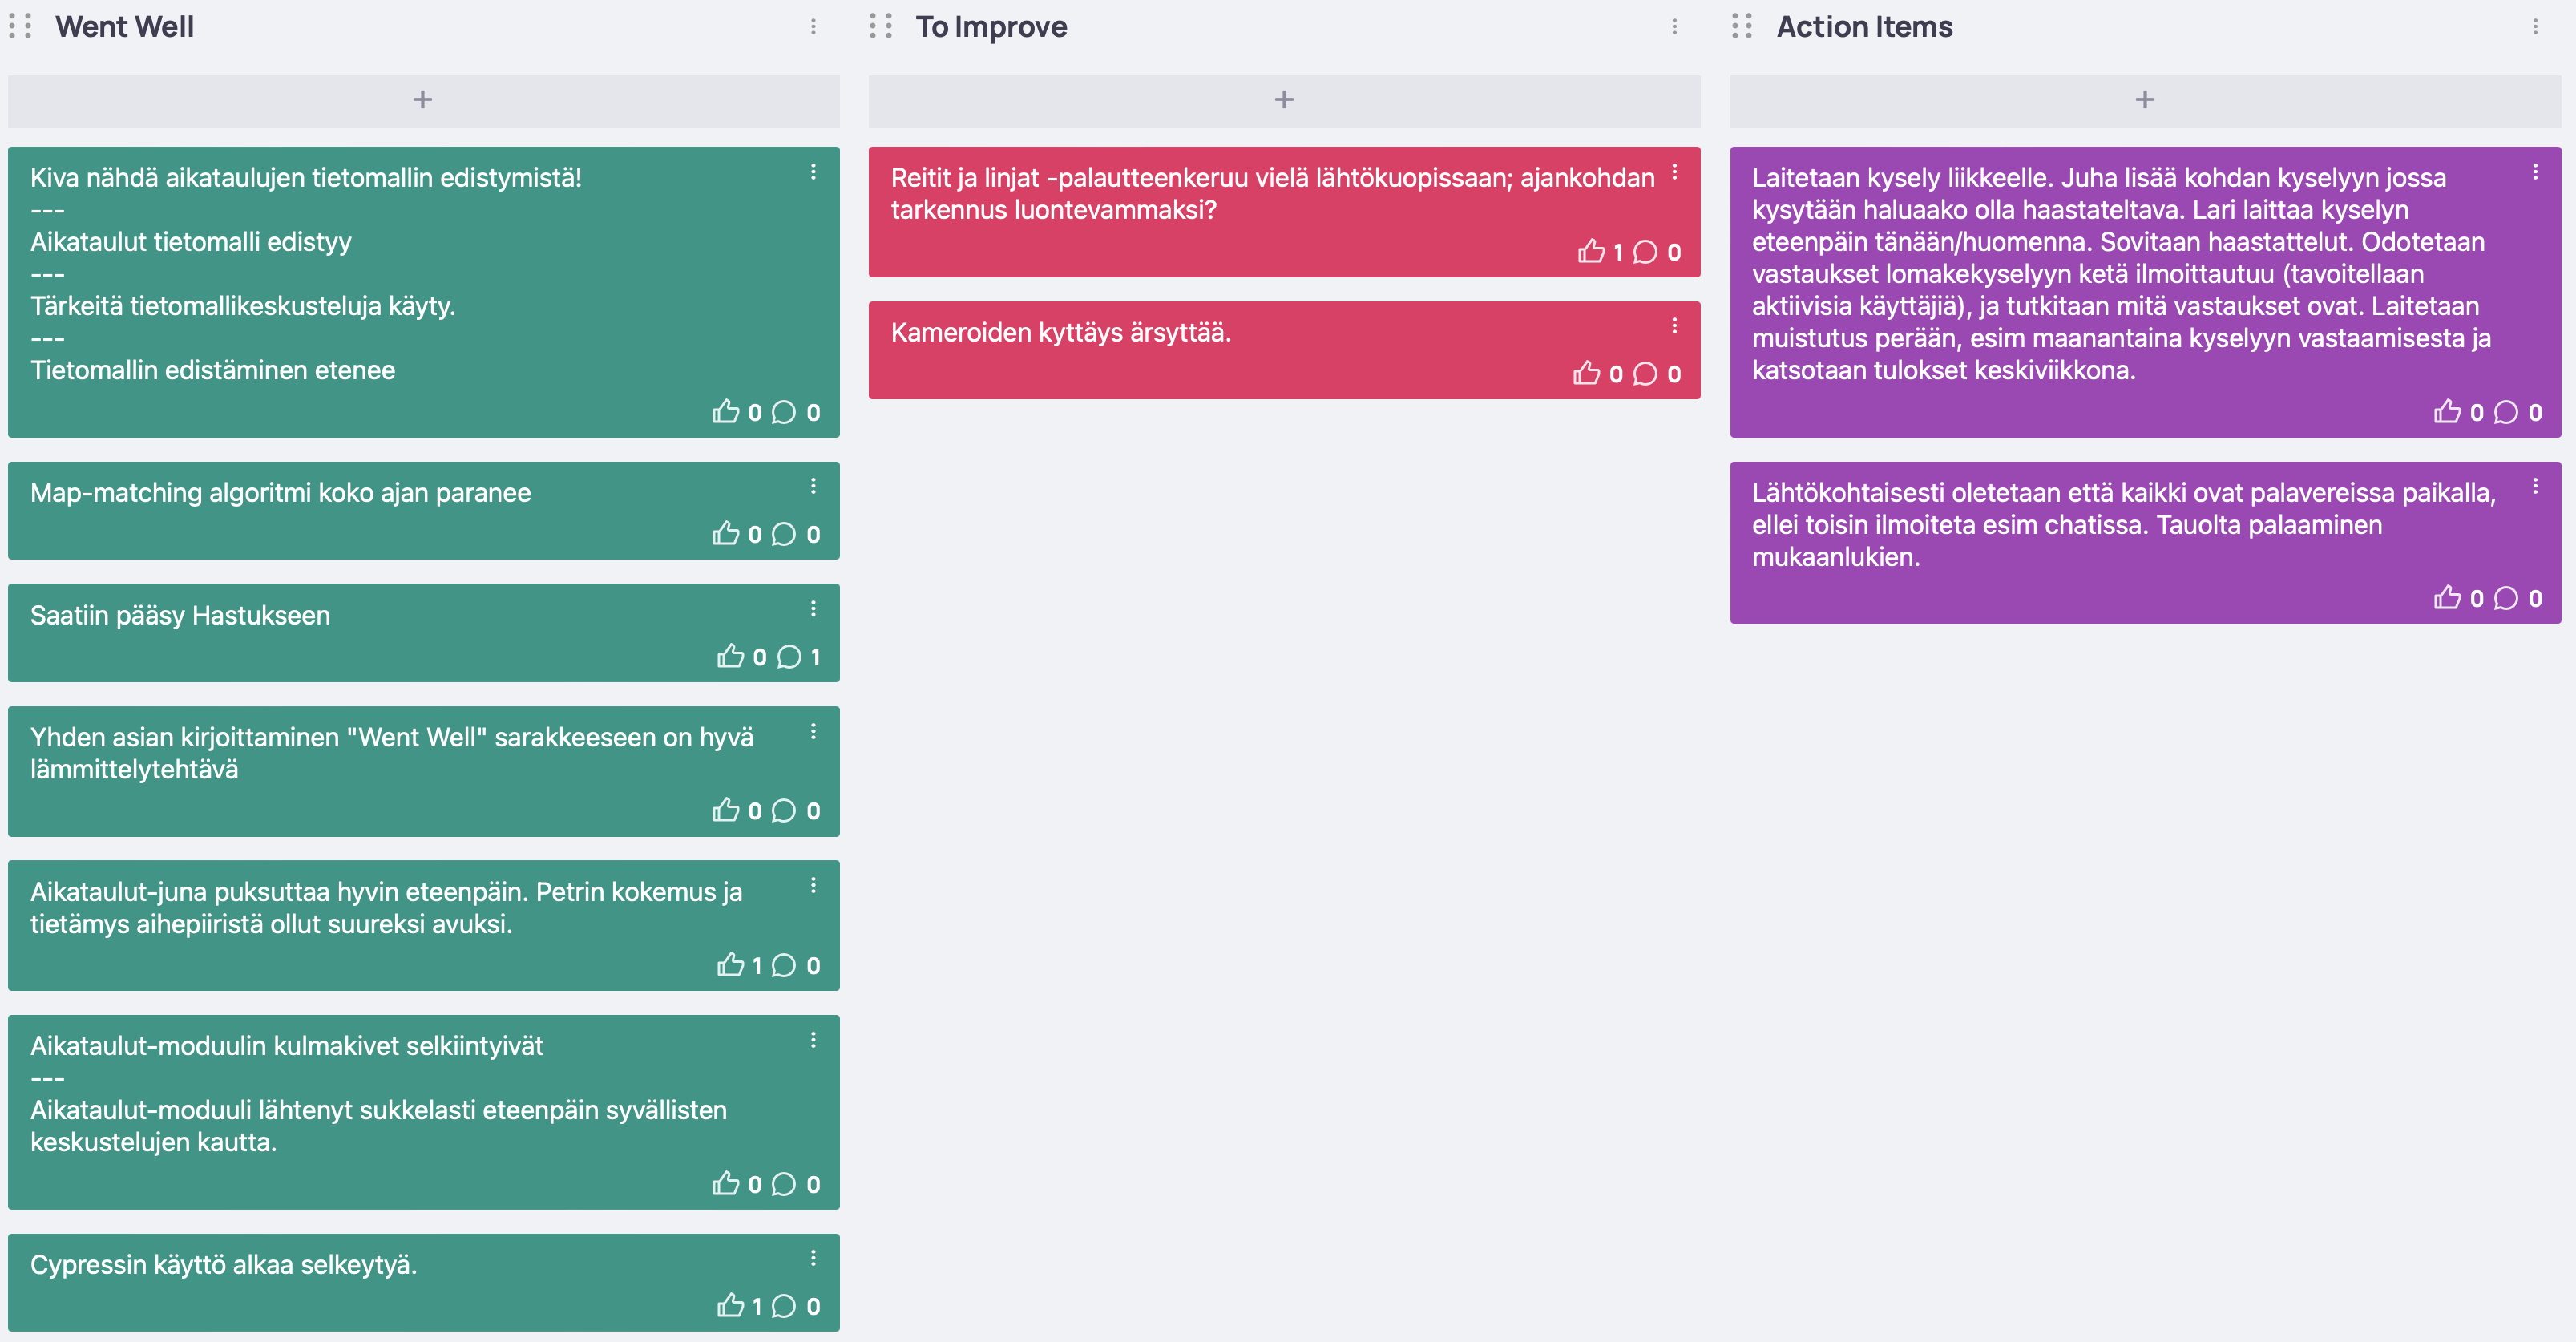 Went Well
+
Kiva nähdä aikataulujen tietomallin edistymistä!
---
Aikataulut tietomalli edistyy
---
Tärkeitä tietomallikeskusteluja käyty.
---
Tietomallin edistäminen etenee
0 0
Map-matching algoritmi koko ajan paranee
0 0
Saatiin pääsy Hastukseen
0 1
Yhden asian kirjoittaminen "Went Well" sarakkeeseen on hyvä
lämmittelytehtävä
0 0
Aikataulut-juna puksuttaa hyvin eteenpäin. Petrin kokemus ja
tietämys aihepiiristä ollut suureksi avuksi.
1 0
Aikataulut-moduulin kulmakivet selkiintyivät
---
Aikataulut-moduuli lähtenyt sukkelasti eteenpäin syvällisten
keskustelujen kautta.
0 0
Cypressin käyttö alkaa selkeytyä.
1 0
To Improve
+
Reitit ja linjat -palautteenkeruu vielä lähtökuopissaan; ajankohdan
tarkennus luontevammaksi?
1 0
Kameroiden kyttäys ärsyttää.
0 0
Action Items
+
Laitetaan kysely liikkeelle. Juha lisää kohdan kyselyyn jossa
kysytään haluaako olla haastateltava. Lari laittaa kyselyn
eteenpäin tänään/huomenna. Sovitaan haastattelut. Odotetaan
vastaukset lomakekyselyyn ketä ilmoittautuu (tavoitellaan
aktiivisia käyttäjiä), ja tutkitaan mitä vastaukset ovat. Laitetaan
muistutus perään, esim maanantaina kyselyyn vastaamisesta ja
katsotaan tulokset keskiviikkona.
0 0
Lähtökohtaisesti oletetaan että kaikki ovat palavereissa paikalla,
ellei toisin ilmoiteta esim chatissa. Tauolta palaaminen
mukaanlukien.
0 0